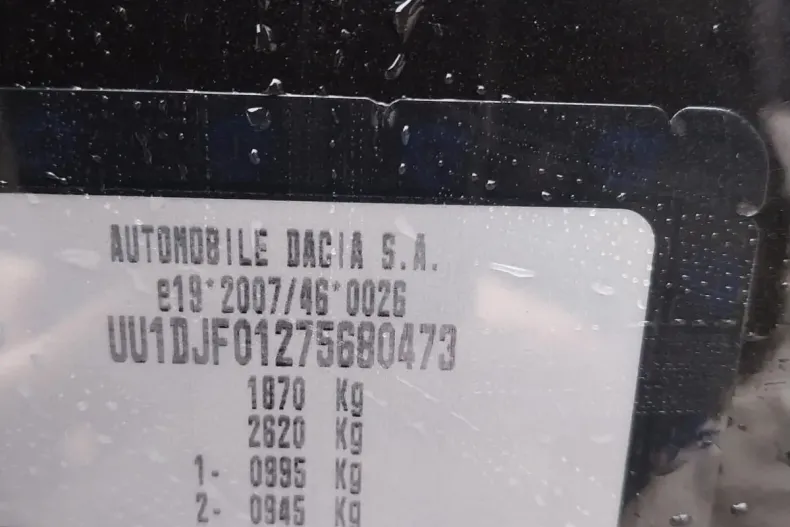 AUTOMOBILE DACIA S.A.
e19*2007/46*0026
UU1DJF01275680473
1870 Kg
2620 Kg
1- 0995 Kg
2- 0945 Kg